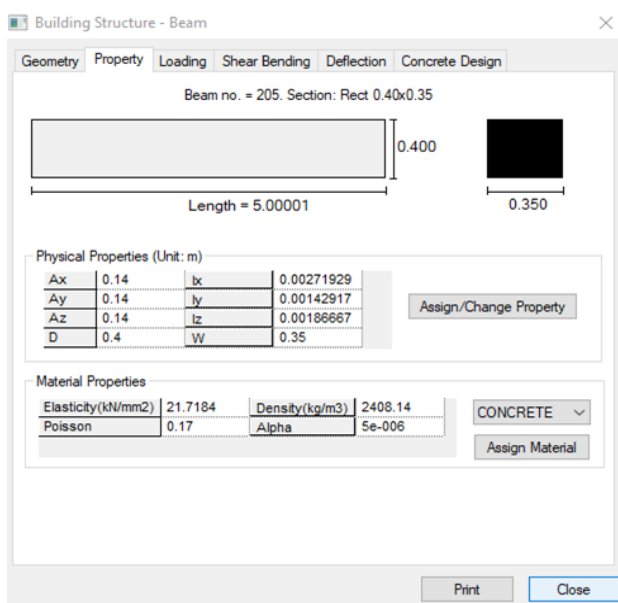 Building Structure - Beam
Geometry Property Loading Shear Bending Deflection Concrete Design
Beam no. = 205. Section: Rect 0.40x0.35
0.400
Length = 5.00001 0.350
Physical Properties (Unit: m)
Ax 0.14 Ix 0.00271929
Ay 0.14 Iy 0.00142917
Az 0.14 Iz 0.00186667
D 0.4 W 0.35
Assign/Change Property
Material Properties
Elasticity(kN/mm2) 21.7184 Density(kg/m3) 2408.14
Poisson 0.17 Alpha 5e-006
CONCRETE
Assign Material
Print Close